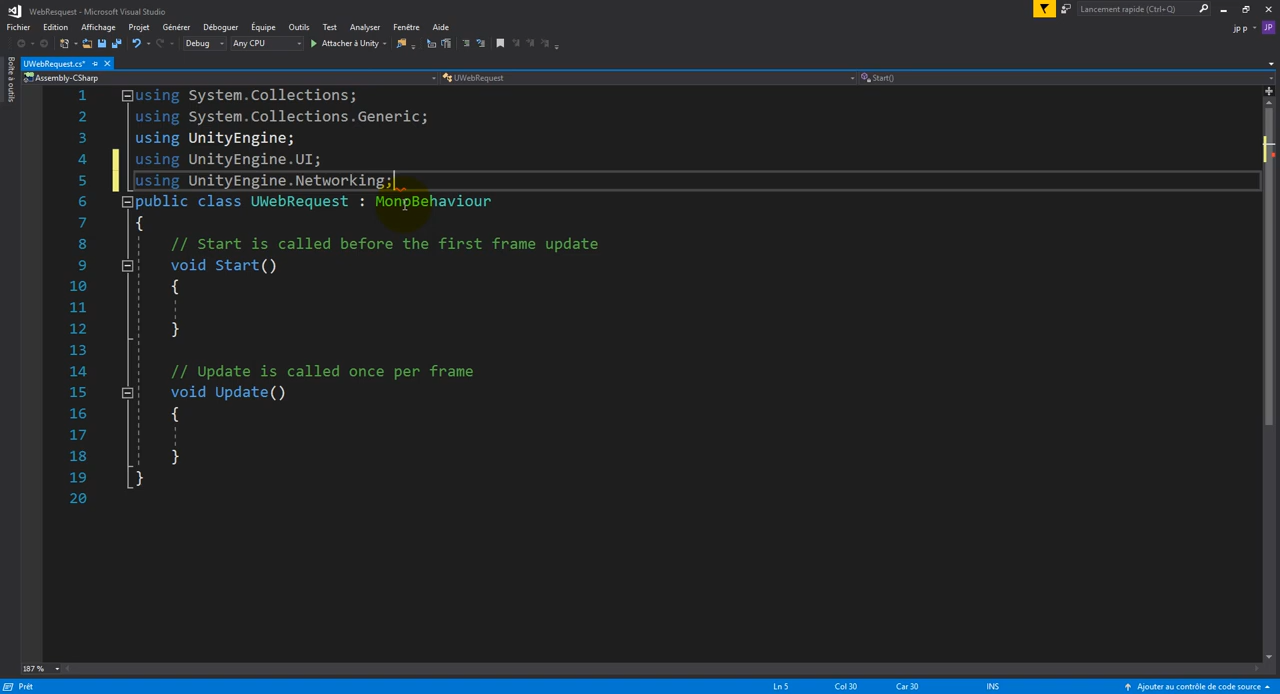 WebResquest - Microsoft Visual Studio
Lancement rapide (Ctrl+Q)
Fichier Edition Affichage Projet Générer Déboguer Équipe Outils Test Analyser Fenêtre Aide
jp p JP
Debug Any CPU Attacher à Unity
Boîte à outils
UWebRequest.cs*
Assembly-CSharp UWebRequest Start()
1 using System.Collections;
2 using System.Collections.Generic;
3 using UnityEngine;
4 using UnityEngine.UI;
5 using UnityEngine.Networking;
6 public class UWebRequest : MonoBehaviour
7 {
8 // Start is called before the first frame update
9 void Start()
10 {
11
12 }
13
14 // Update is called once per frame
15 void Update()
16 {
17
18 }
19 }
20
187 %
Prêt Ln 5 Col 30 Car 30 INS Ajouter au contrôle de code source